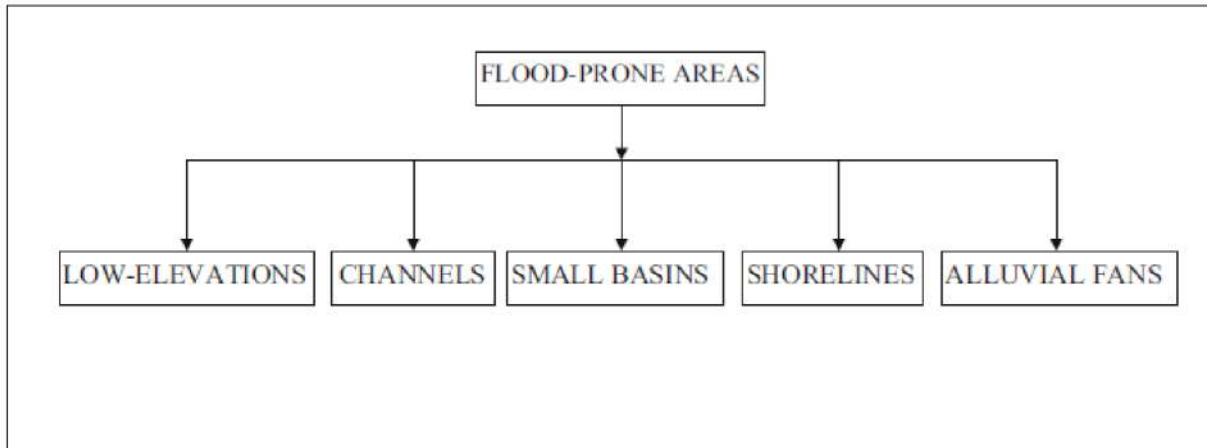 FLOOD-PRONE AREAS
LOW-ELEVATIONS
CHANNELS
SMALL BASINS
SHORELINES
ALLUVIAL FANS